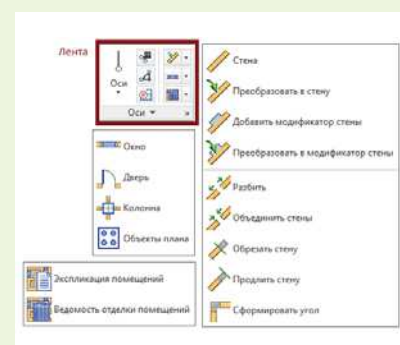 Лента
Оси
Оси
Стена
Преобразовать в стену
Добавить модификатор стены
Преобразовать в модификатор стены
Разбить
Объединить стены
Обрезать стену
Продлить стену
Сформировать угол
Окно
Дверь
Колонна
Объекты плана
Экспликация помещений
Ведомость отделки помещений